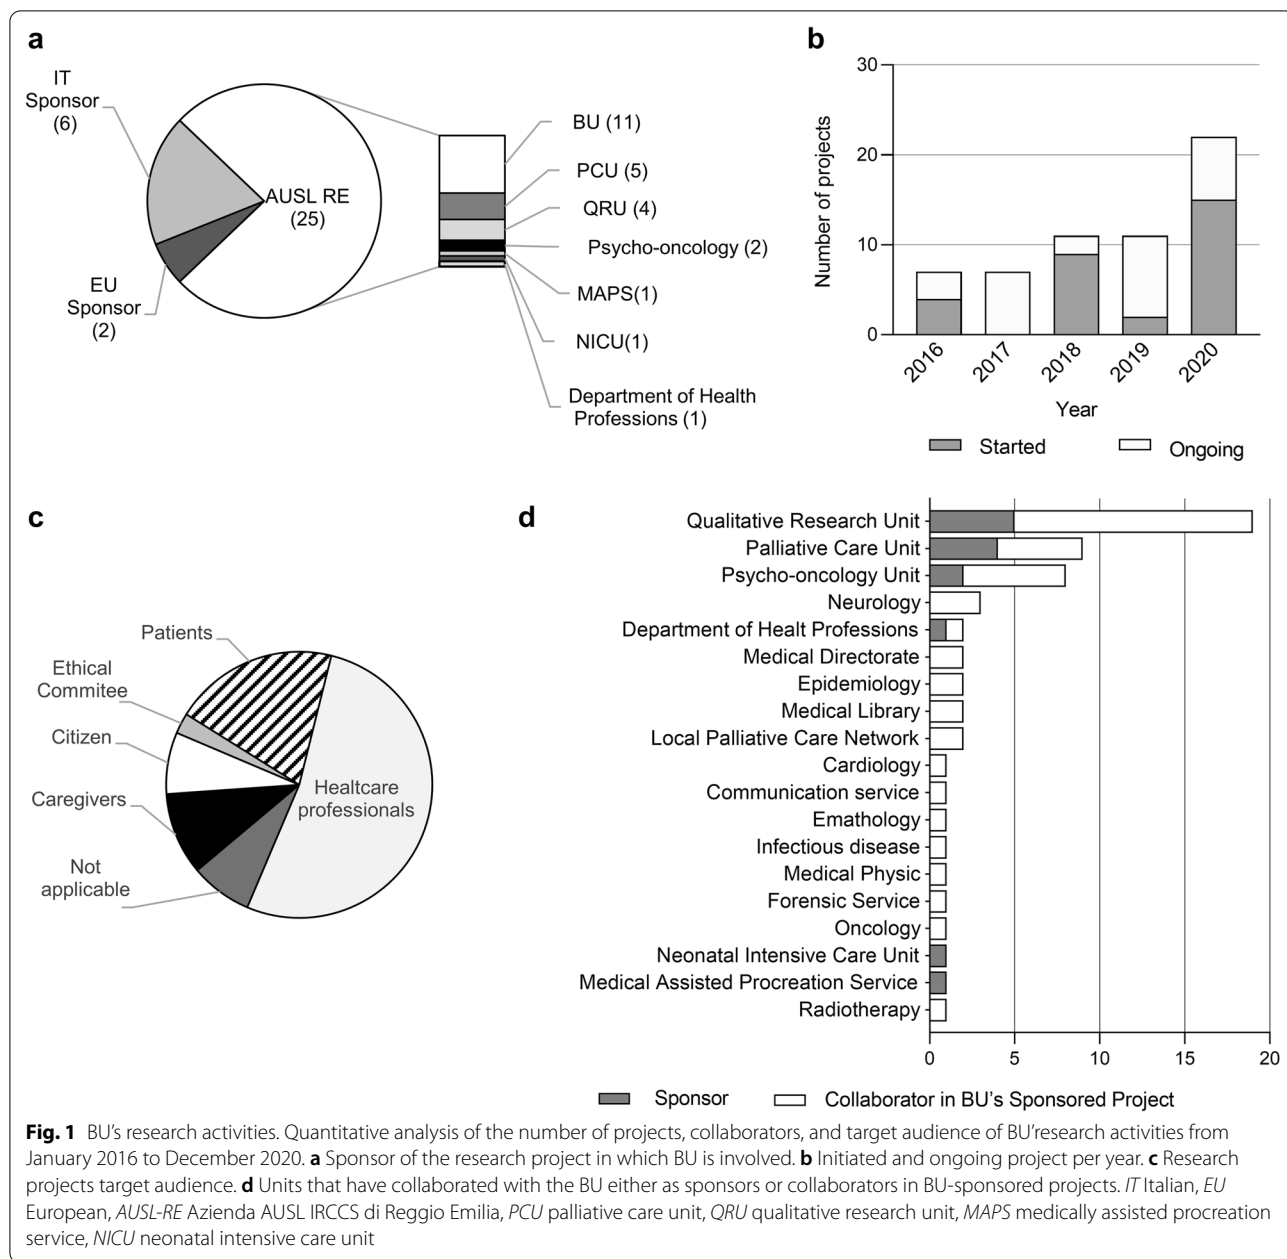 a
IT
Sponsor
(6)
EU
Sponsor
(2)
AUSL RE
(25)
BU (11)
PCU (5)
QRU (4)
Psycho-oncology (2)
MAPS(1)
NICU(1)
Department of Health
Professions (1)
b
Number of projects
30
20
10
0
2016
2017
2018
2019
2020
Year
Started
Ongoing
c
Patients
Ethical
Commitee
Citizen
Caregivers
Not
applicable
Healtcare
professionals
d
Qualitative Research Unit
Palliative Care Unit
Psycho-oncology Unit
Neurology
Department of Healt Professions
Medical Directorate
Epidemiology
Medical Library
Local Palliative Care Network
Cardiology
Communication service
Emathology
Infectious disease
Medical Physic
Forensic Service
Oncology
Neonatal Intensive Care Unit
Medical Assisted Procreation Service
Radiotherapy
0 5 10 15 20
Sponsor
Collaborator in BU's Sponsored Project
Fig. 1 BU's research activities. Quantitative analysis of the number of projects, collaborators, and target audience of BU'research activities from
January 2016 to December 2020. a Sponsor of the research project in which BU is involved. b Initiated and ongoing project per year. c Research
projects target audience. d Units that have collaborated with the BU either as sponsors or collaborators in BU-sponsored projects. IT Italian, EU
European, AUSL-RE Azienda AUSL IRCCS di Reggio Emilia, PCU palliative care unit, QRU qualitative research unit, MAPS medically assisted procreation
service, NICU neonatal intensive care unit